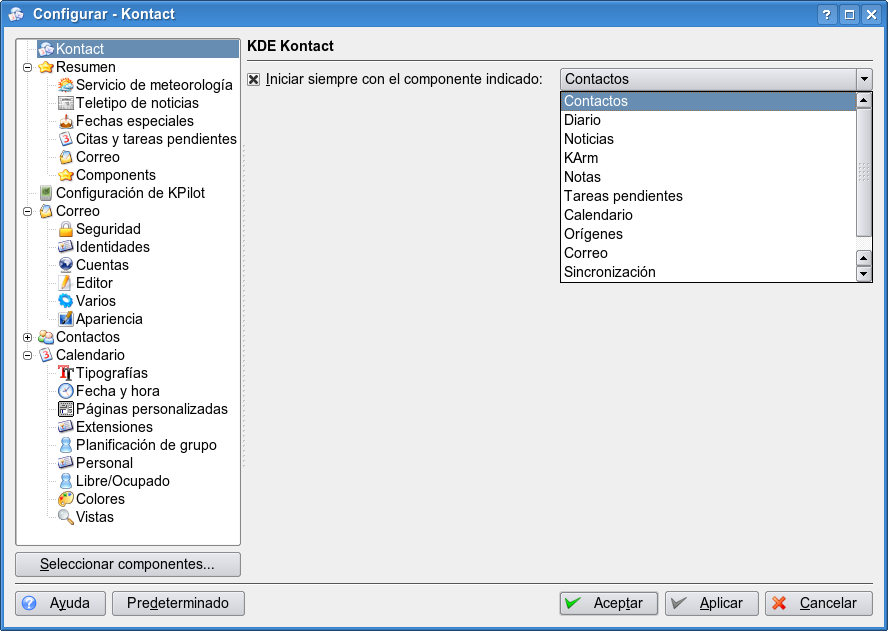 Configurar - Kontact
Kontact
Resumen
Servicio de meteorología
Teletipo de noticias
Fechas especiales
Citas y tareas pendientes
Correo
Components
Configuración de KPilot
Correo
Seguridad
Identidades
Cuentas
Editor
Varios
Apariencia
Contactos
Calendario
Tipografías
Fecha y hora
Páginas personalizadas
Extensiones
Planificación de grupo
Personal
Libre/Ocupado
Colores
Vistas
Seleccionar componentes...
KDE Kontact
Iniciar siempre con el componente indicado:
Contactos
Contactos
Diario
Noticias
KArm
Notas
Tareas pendientes
Calendario
Orígenes
Correo
Sincronización
Ayuda
Predeterminado
Aceptar
Aplicar
Cancelar